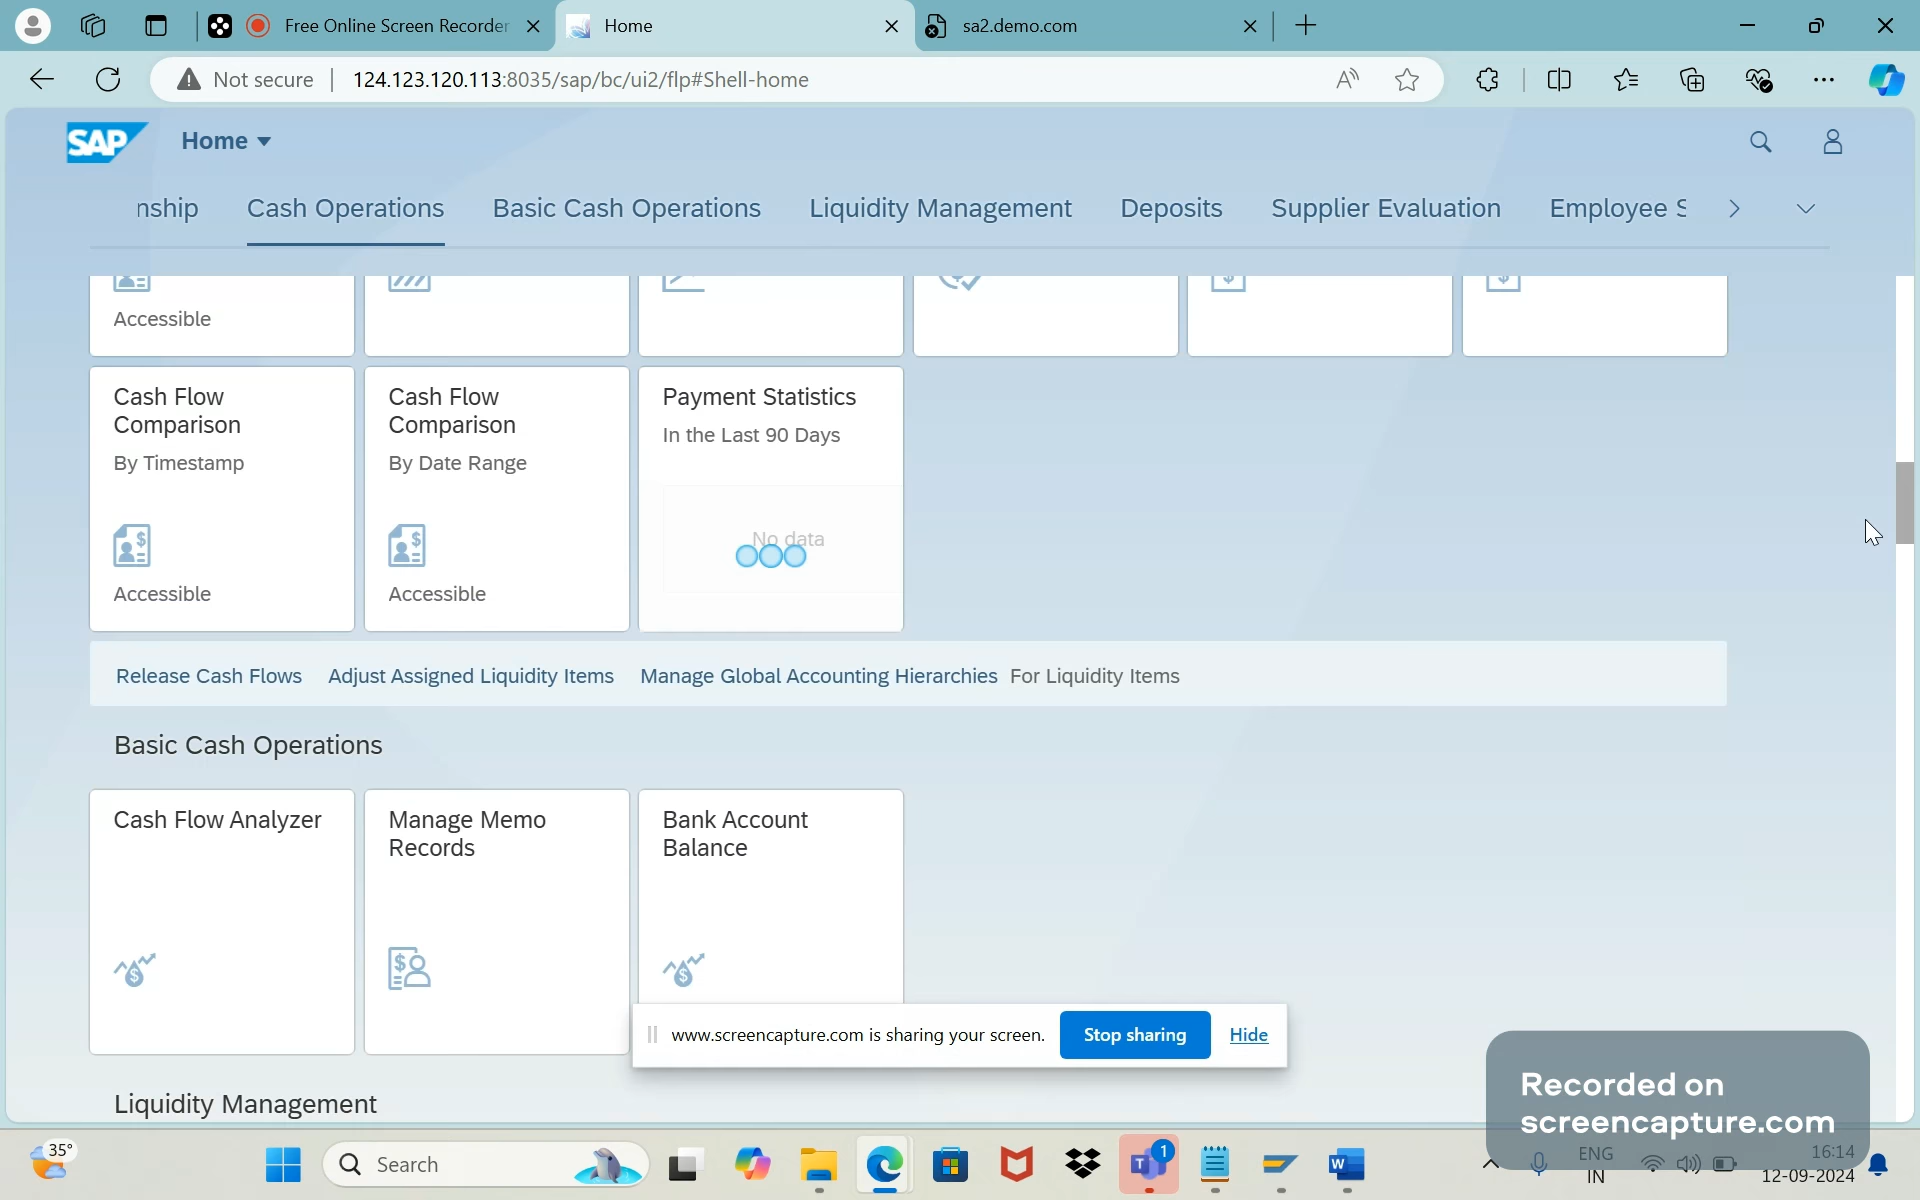 Free Online Screen Recorder
Home
sa2.demo.com
Not secure
124.123.120.113:8035/sap/bc/ui2/flp#Shell-home
SAP
Home
nship
Cash Operations
Basic Cash Operations
Liquidity Management
Deposits
Supplier Evaluation
Employee S
Accessible
Cash Flow
Comparison
By Timestamp
Accessible
Cash Flow
Comparison
By Date Range
Accessible
Payment Statistics
In the Last 90 Days
No data
Release Cash Flows
Adjust Assigned Liquidity Items
Manage Global Accounting Hierarchies For Liquidity Items
Basic Cash Operations
Cash Flow Analyzer
Manage Memo
Records
Bank Account
Balance
www.screencapture.com is sharing your screen.
Stop sharing
Hide
Liquidity Management
Recorded on
screencapture.com
35°
Search
1
ENG
IN
16:14
12-09-2024